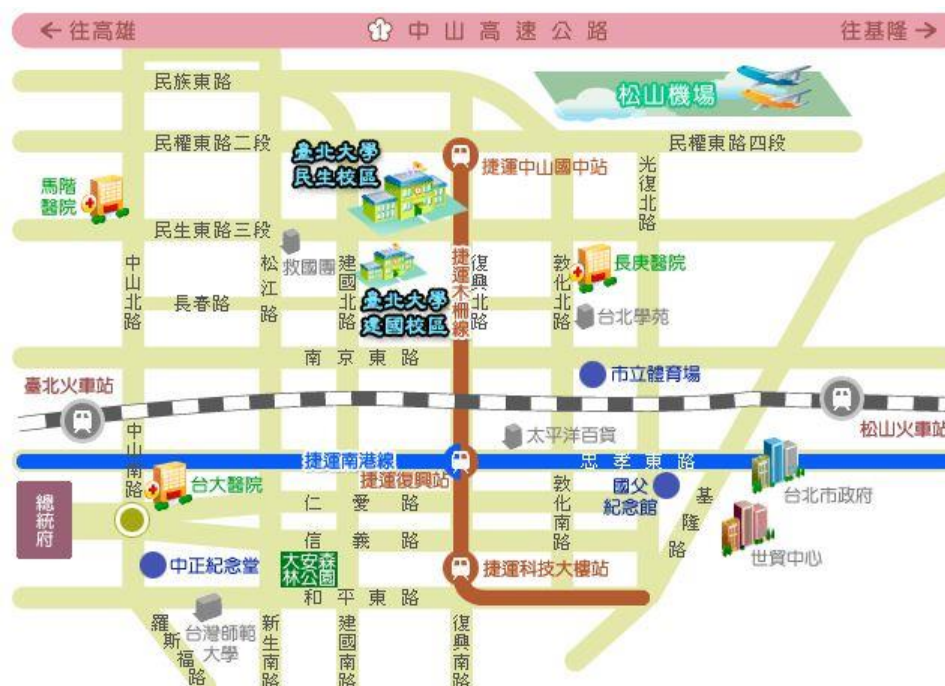 往高雄
1 中山高速公路
往基隆
民族東路
松山機場
民權東路二段
民權東路四段
臺北大學
民生校區
捷運中山國中站
光復北路
馬階
醫院
民生東路三段
救國團
中山北路
松江路
建國北路
捷運木柵線
復興北路
敦化北路
長庚醫院
長春路
臺北大學
建國校區
台北學苑
南京東路
市立體育場
臺北火車站
松山火車站
中山南路
太平洋百貨
捷運南港線
忠孝東路
捷運復興站
台大醫院
國父
紀念館
台北市政府
總統府
仁愛路
敦化南路
基隆路
信義路
世貿中心
中正紀念堂
大安森
林公園
捷運科技大樓站
和平東路
台灣師範
大學
羅斯福路
新生南路
建國南路
復興南路